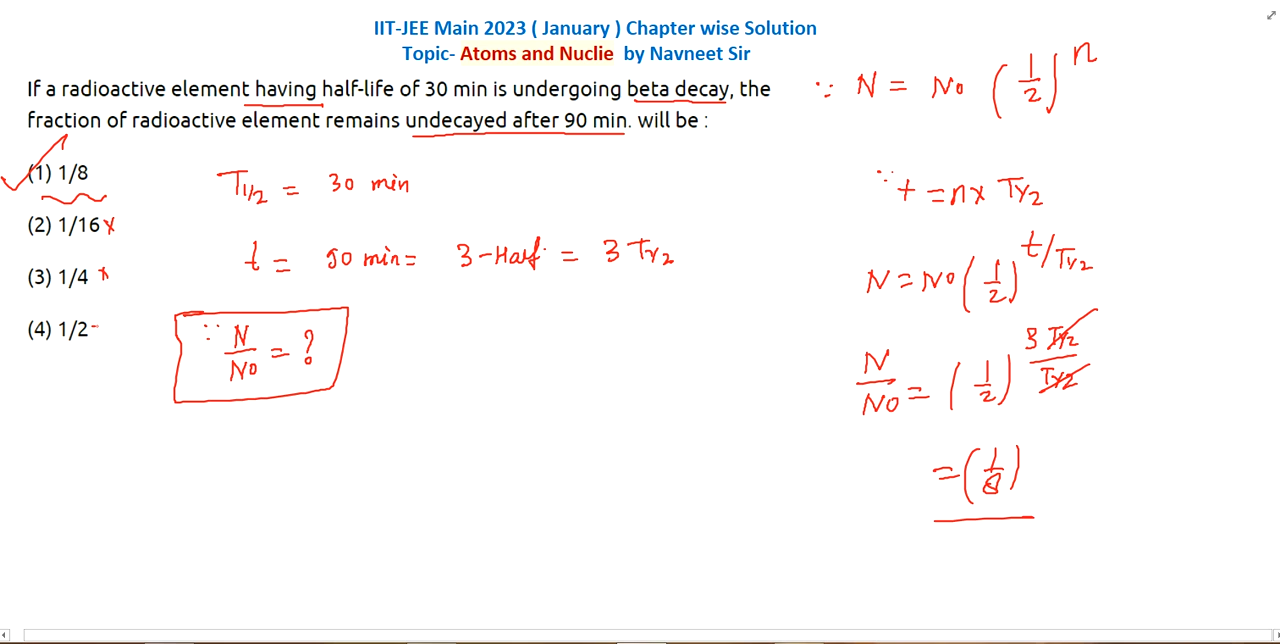 IIT-JEE Main 2023 ( January ) Chapter wise Solution
Topic- Atoms and Nuclie by Navneet Sir
If a radioactive element having half-life of 30 min is undergoing beta decay, the
fraction of radioactive element remains undecayed after 90 min. will be :
(1) 1/8
(2) 1/16 x
(3) 1/4 x
(4) 1/2 -
T1/2 = 30 min
t = 90 min = 3-Half = 3 T1/2
∵ N/No = ?
∵ N = No (1/2)^n
∵ t = n x T1/2
N = No (1/2)^t/T1/2
N/No = (1/2)^3 T1/2/T1/2
= (1/8)